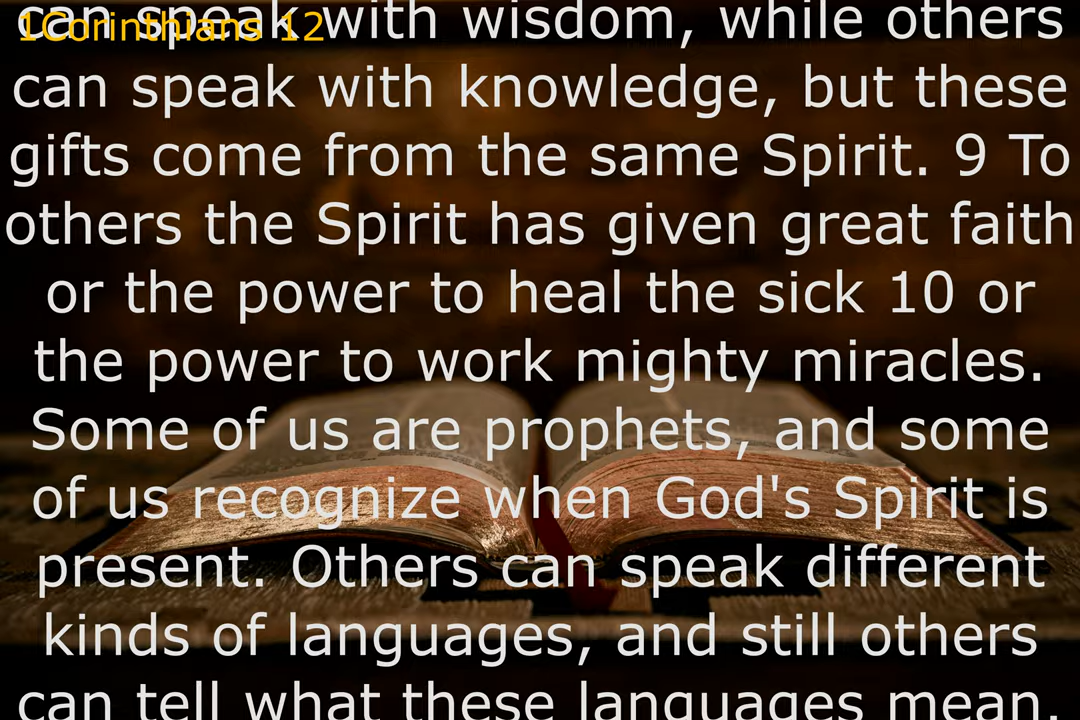 1Corinthians 12
can speak with wisdom, while others
can speak with knowledge, but these
gifts come from the same Spirit. 9 To
others the Spirit has given great faith
or the power to heal the sick 10 or
the power to work mighty miracles.
Some of us are prophets, and some
of us recognize when God's Spirit is
present. Others can speak different
kinds of languages, and still others
can tell what these languages mean.